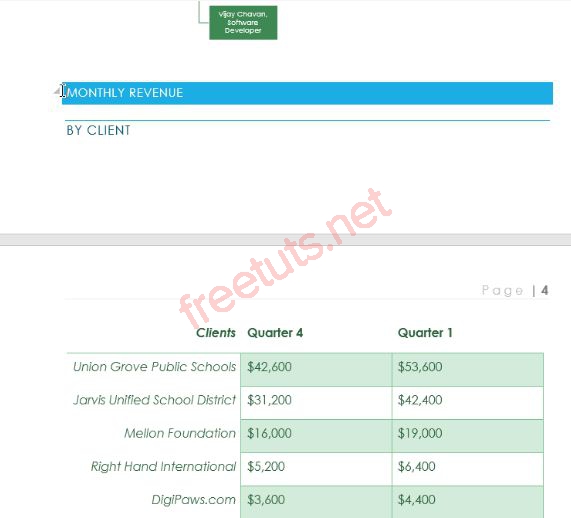 Vijay Chavan,
Software
Developer
MONTHLY REVENUE
BY CLIENT
freetuts.net
Page | 4
Clients Quarter 4 Quarter 1
Union Grove Public Schools $42,600 $53,600
Jarvis Unified School District $31,200 $42,400
Mellon Foundation $16,000 $19,000
Right Hand International $5,200 $6,400
DigiPaws.com $3,600 $4,400